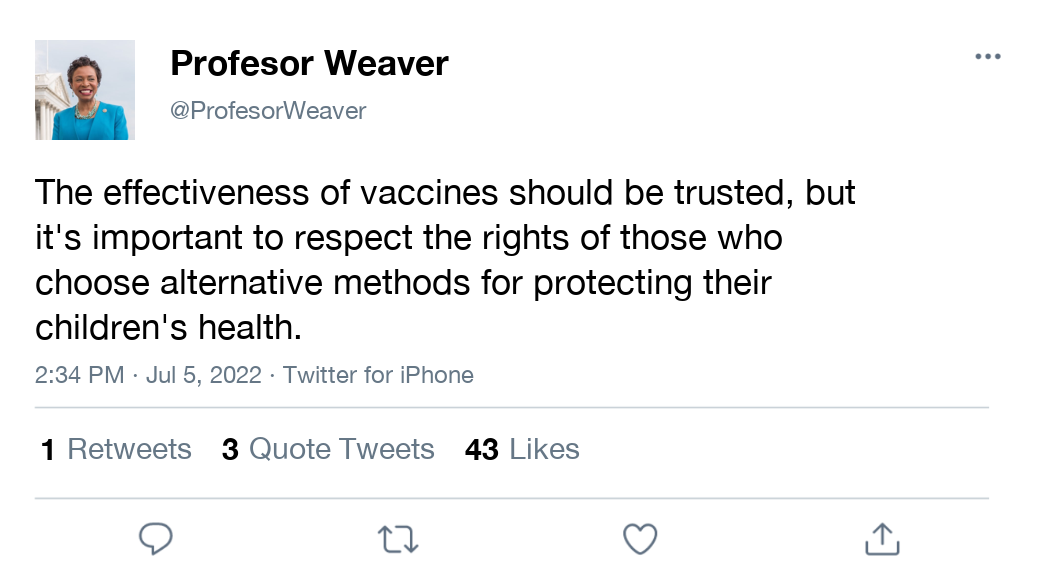 Profesor Weaver
@ProfesorWeaver
The effectiveness of vaccines should be trusted, but
it's important to respect the rights of those who
choose alternative methods for protecting their
children's health.
2:34 PM · Jul 5, 2022 · Twitter for iPhone
1 Retweets 3 Quote Tweets 43 Likes